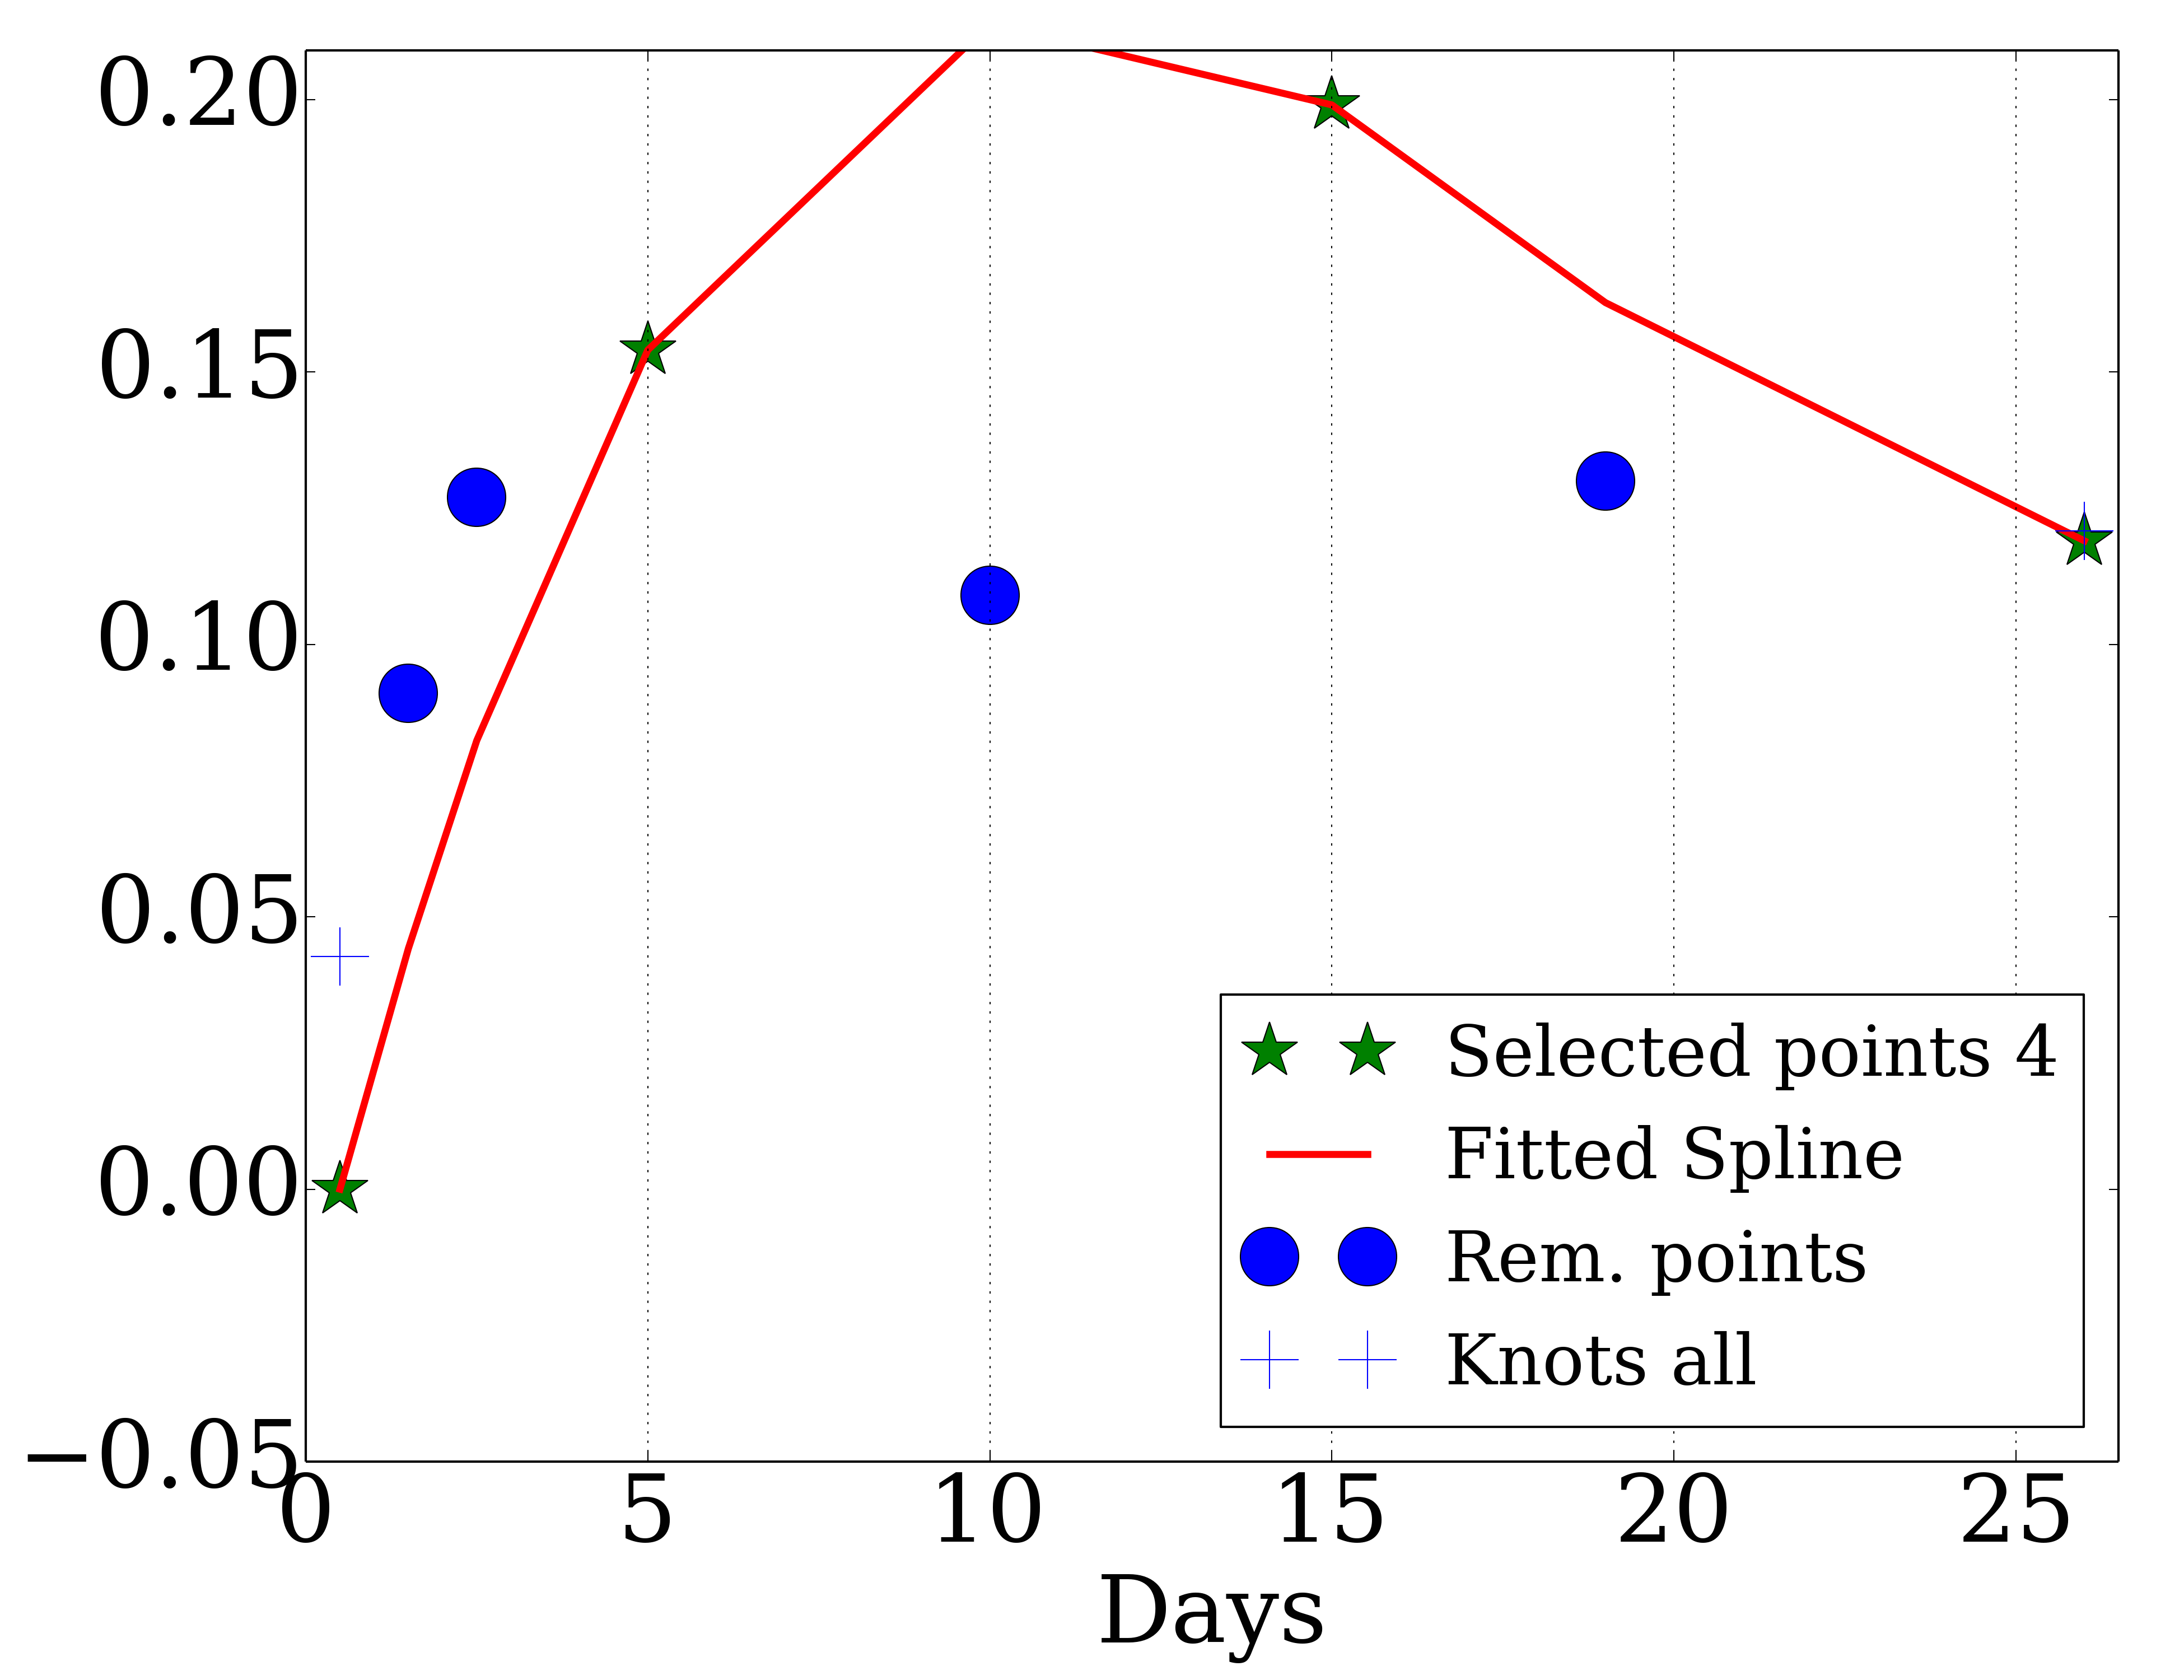 0.20
0.15
0.10
0.05
0.00
−0.05
0 5 10 15 20 25
Days
Selected points 4
Fitted Spline
Rem. points
Knots all